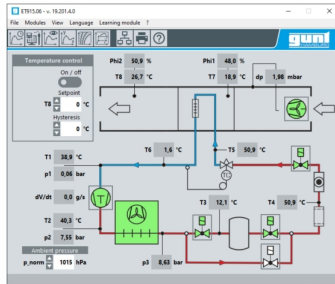 ET915.06 - v. 19.201.4.0
File Modules View Language Learning module ?
gunt
Temperature control
On / off
Setpoint
T8 0 °C
Hysteresis
0 °C
Phi2 50,9 %
T8 26,7 °C
Phi1 48,0 %
T7 18,9 °C
dp 1,98 mbar
T6 1,6 °C
T5 50,9 °C
TC
T1 38,9 °C
p1 0,06 bar
dV/dt 0,0 g/s
T2 40,3 °C
p2 7,55 bar
T3 12,1 °C
T4 50,9 °C
Ambient pressure
p_norm 1015 hPa
p3 8,63 bar